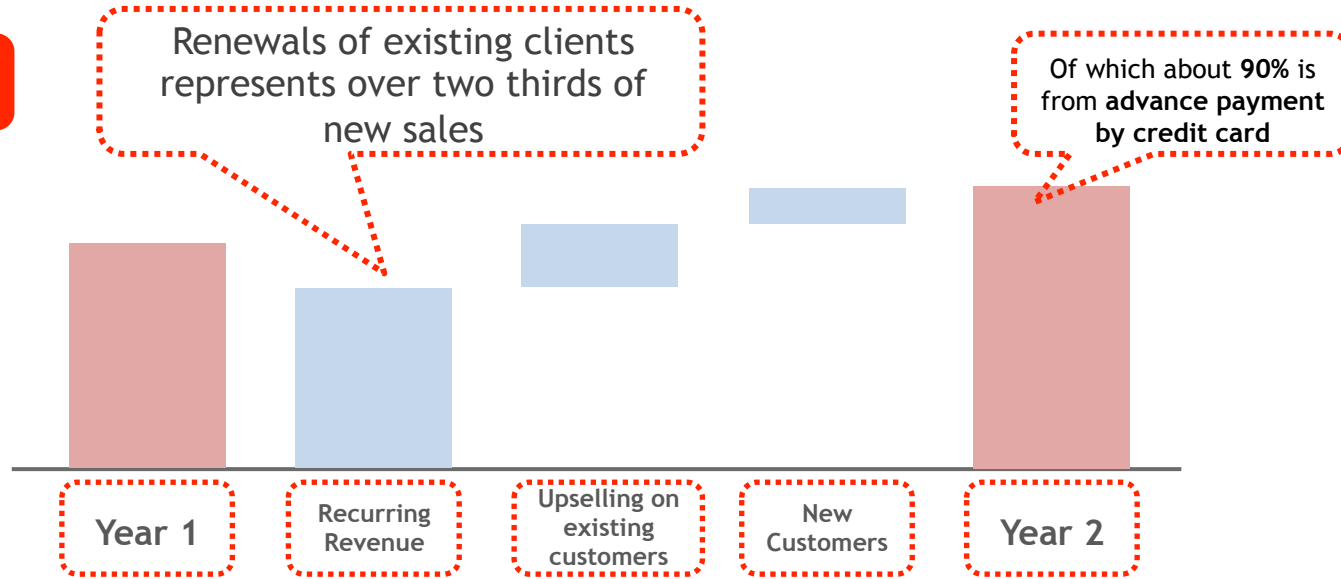 Renewals of existing clients
represents over two thirds of
new sales
Of which about 90% is
from advance payment
by credit card
Year 1
Recurring
Revenue
Upselling on
existing
customers
New
Customers
Year 2